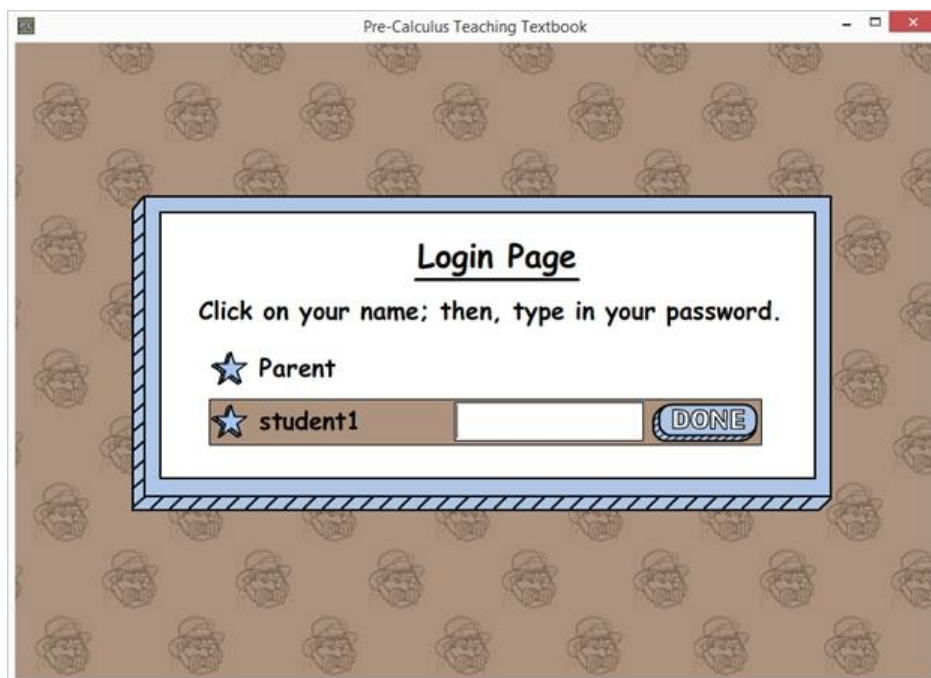 Pre-Calculus Teaching Textbook
Login Page
Click on your name; then, type in your password.
Parent
student1 DONE